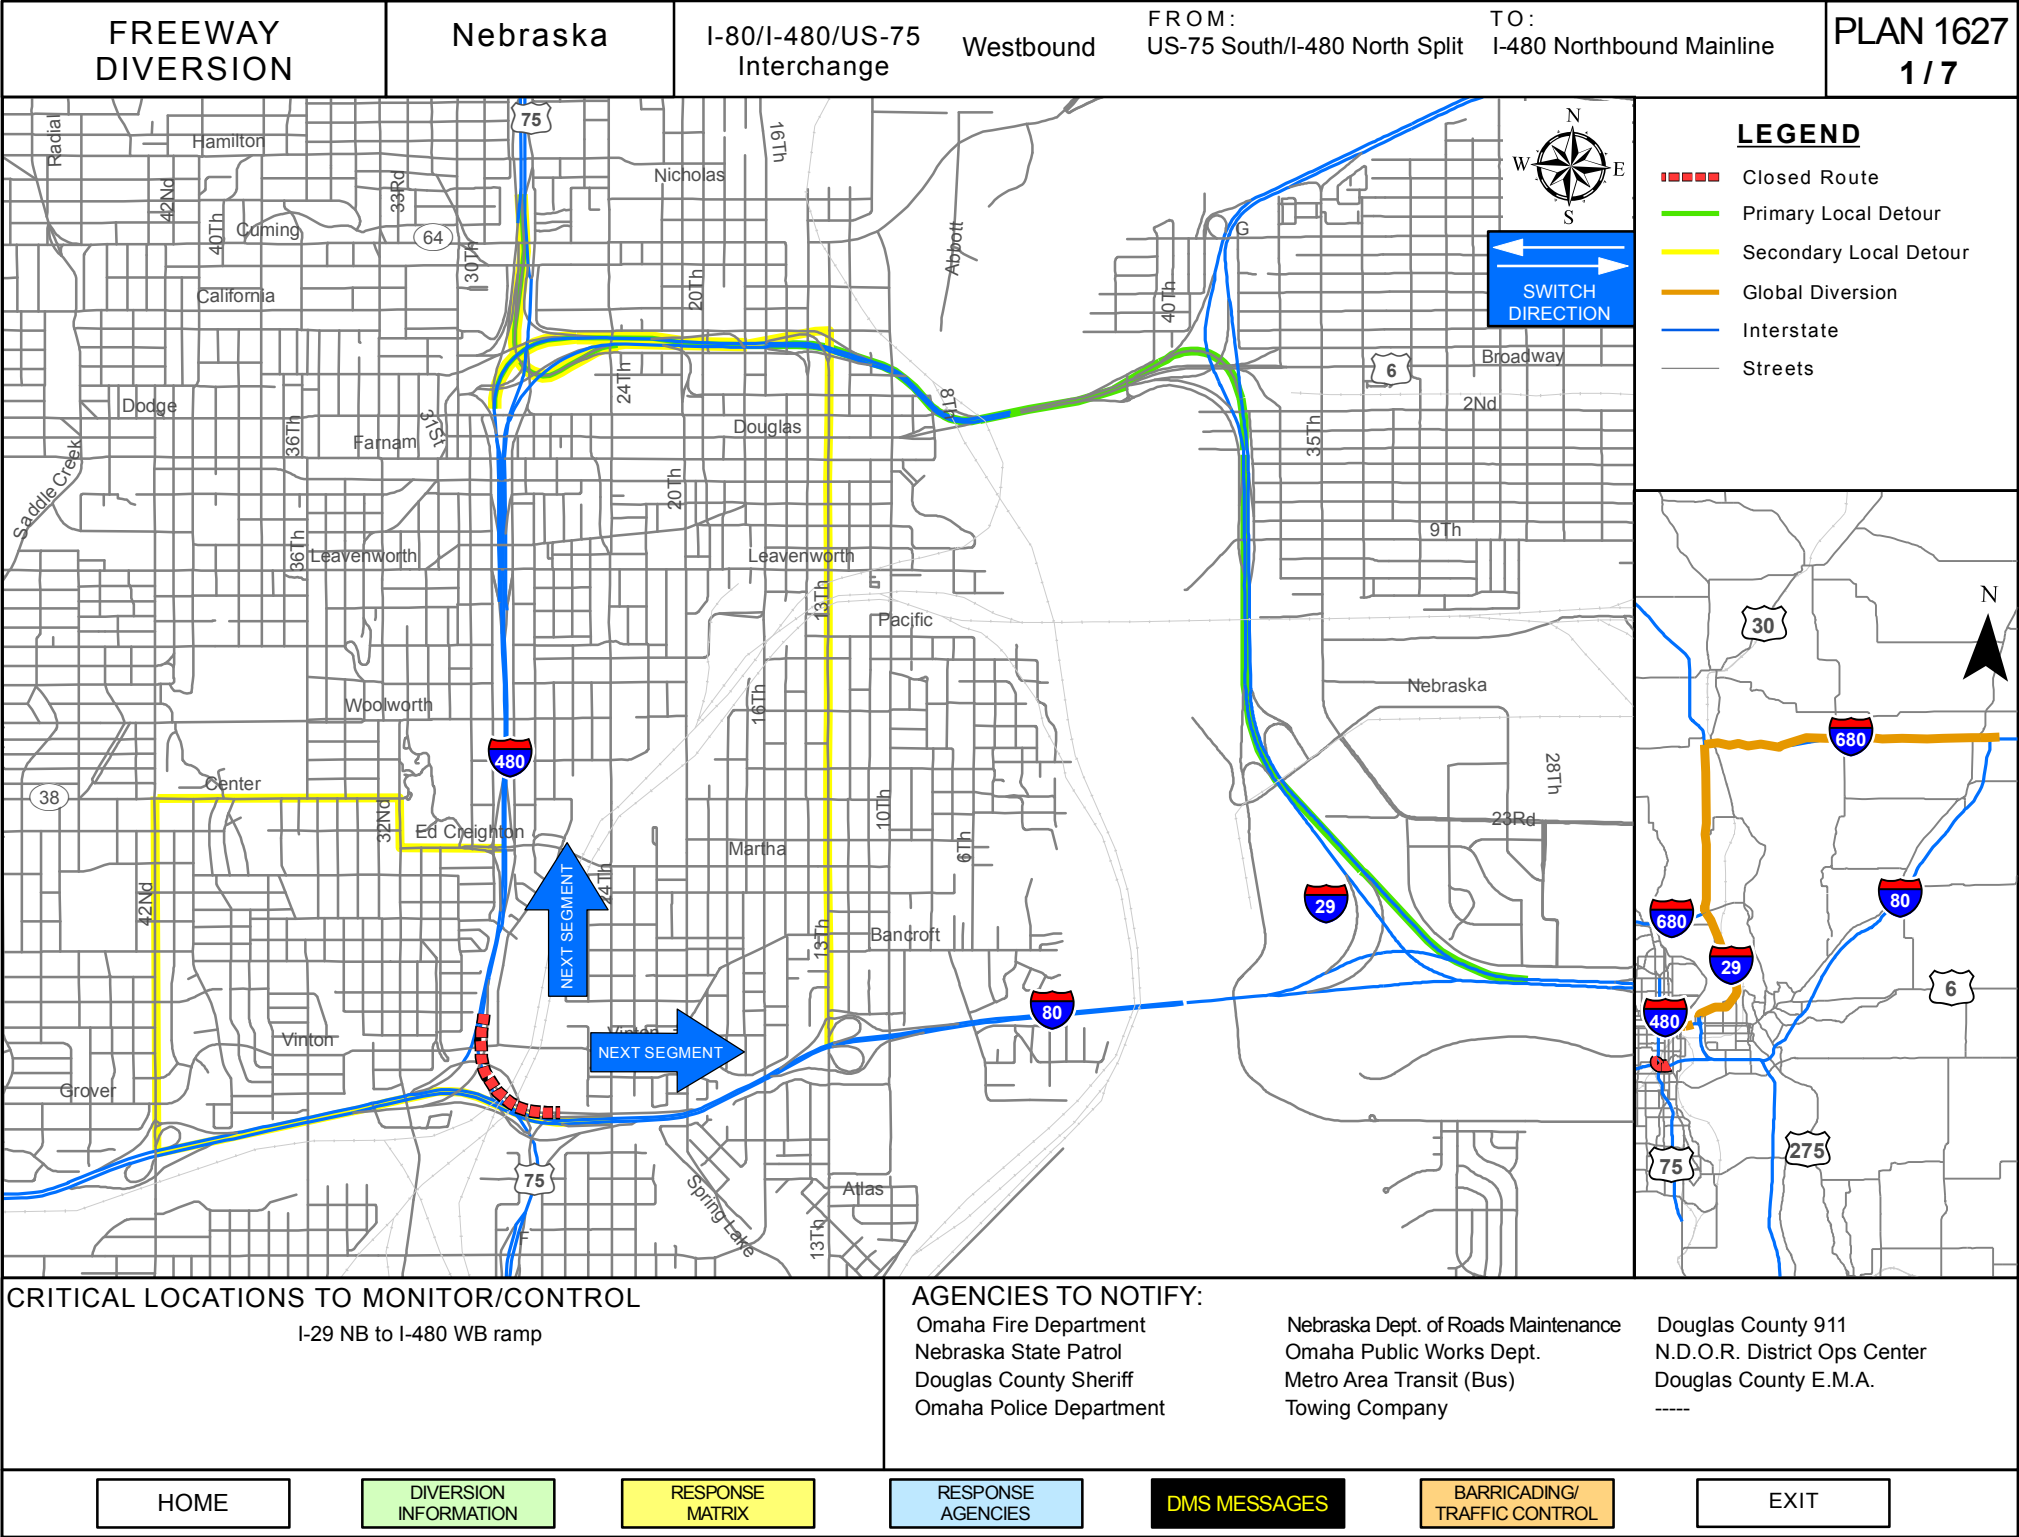 FREEWAY
DIVERSION
Nebraska
I-80/I-480/US-75
Interchange
Westbound
FROM:
US-75 South/I-480 North Split
TO:
I-480 Northbound Mainline
PLAN 1627
1 / 7
LEGEND
Closed Route
Primary Local Detour
Secondary Local Detour
Global Diversion
Interstate
Streets
N
W
E
S
SWITCH
DIRECTION
Radial
Hamilton
75
16Th
Nicholas
42Nd
33Rd
40Th
Cuming
64
30Th
Abbott
G
California
20Th
40Th
Broadway
6
24Th
Dodge
8Th
2Nd
36Th
31St
Farnam
Douglas
35Th
Saddle Creek
20Th
9Th
36Th
Leavenworth
Leavenworth
13Th
Pacific
Nebraska
Woolworth
16Th
480
28Th
Center
38
32Nd
Ed Creighton
10Th
23Rd
Martha
6Th
42Nd
24Th
NEXT SEGMENT
29
13Th
Bancroft
80
Vinton
Vinton
NEXT SEGMENT
Grover
75
Spring Lake
Atlas
13Th
F
30
N
680
680
80
29
6
480
275
75
CRITICAL LOCATIONS TO MONITOR/CONTROL
I-29 NB to I-480 WB ramp
AGENCIES TO NOTIFY:
Omaha Fire Department
Nebraska State Patrol
Douglas County Sheriff
Omaha Police Department
Nebraska Dept. of Roads Maintenance
Omaha Public Works Dept.
Metro Area Transit (Bus)
Towing Company
Douglas County 911
N.D.O.R. District Ops Center
Douglas County E.M.A.
-----
HOME
DIVERSION
INFORMATION
RESPONSE
MATRIX
RESPONSE
AGENCIES
DMS MESSAGES
BARRICADING/
TRAFFIC CONTROL
EXIT